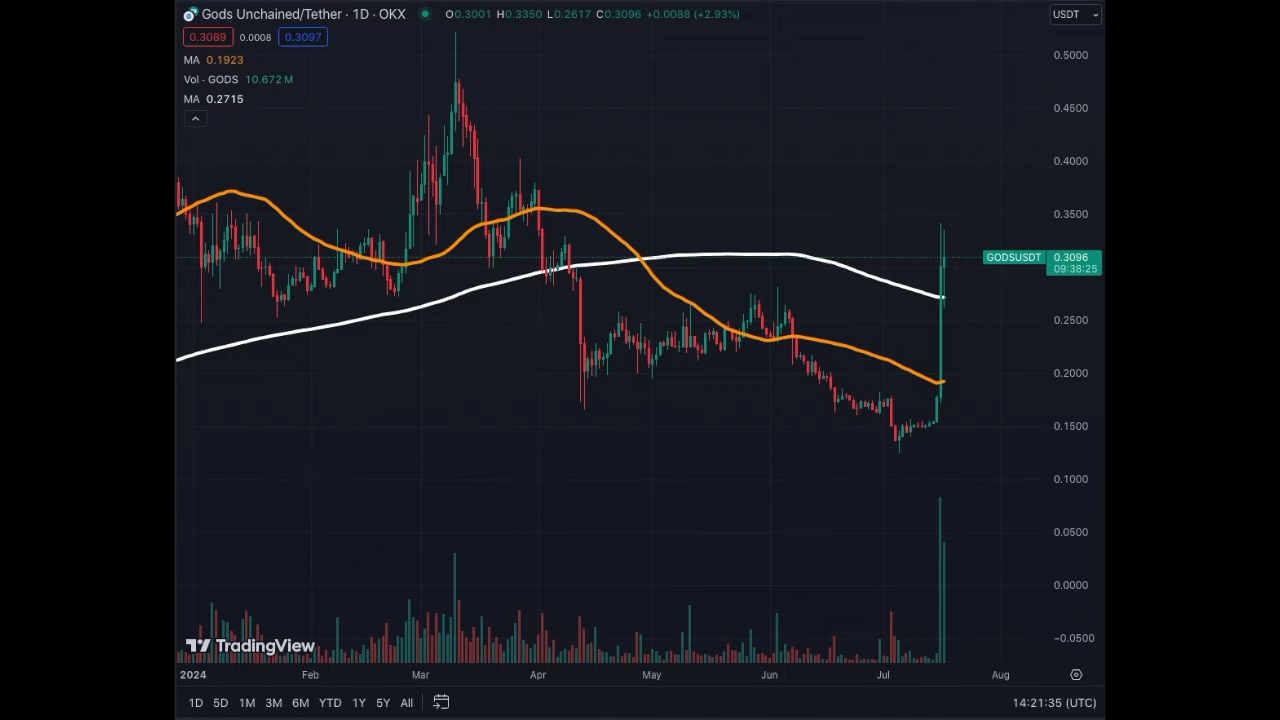 Gods Unchained/Tether · 1D · OKX O0.3001 H0.3350 L0.2617 C0.3096 +0.0088 (+2.93%)
USDT
0.3089 0.0008 0.3097
MA 0.1923
Vol · GODS 10.672 M
MA 0.2715
0.5000
0.4500
0.4000
0.3500
GODSUSDT 0.3096
09:38:25
0.2500
0.2000
0.1500
0.1000
0.0500
0.0000
−0.0500
TradingView
2024 Feb Mar Apr May Jun Jul Aug
1D 5D 1M 3M 6M YTD 1Y 5Y All 14:21:35 (UTC)